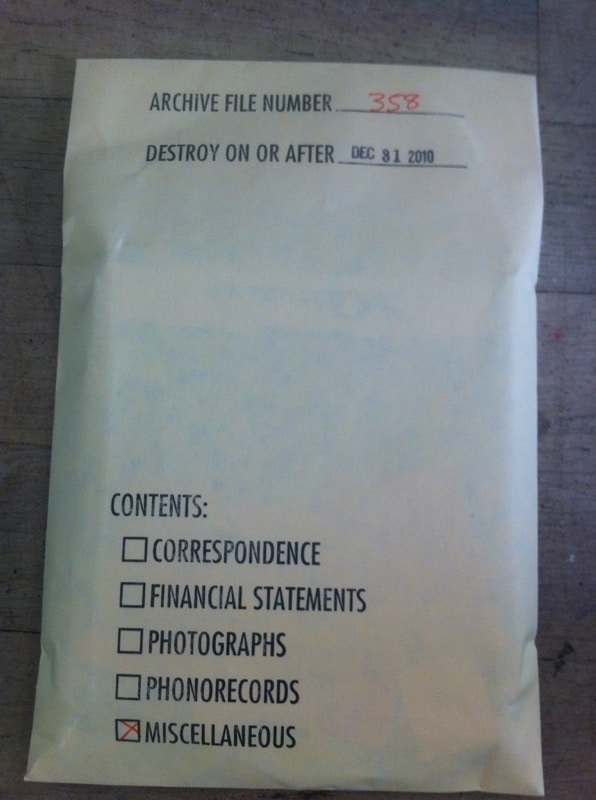 ARCHIVE FILE NUMBER 358
DESTROY ON OR AFTER DEC 31 2010
CONTENTS:
CORRESPONDENCE
FINANCIAL STATEMENTS
PHOTOGRAPHS
PHONORECORDS
MISCELLANEOUS